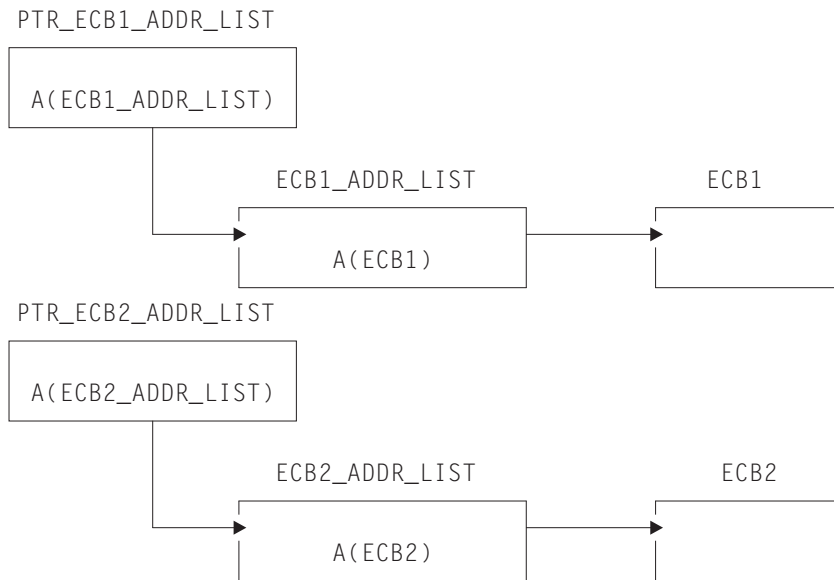 PTR_ECB1_ADDR_LIST
A(ECB1_ADDR_LIST)
ECB1_ADDR_LIST
ECB1
A(ECB1)
PTR_ECB2_ADDR_LIST
A(ECB2_ADDR_LIST)
ECB2_ADDR_LIST
ECB2
A(ECB2)